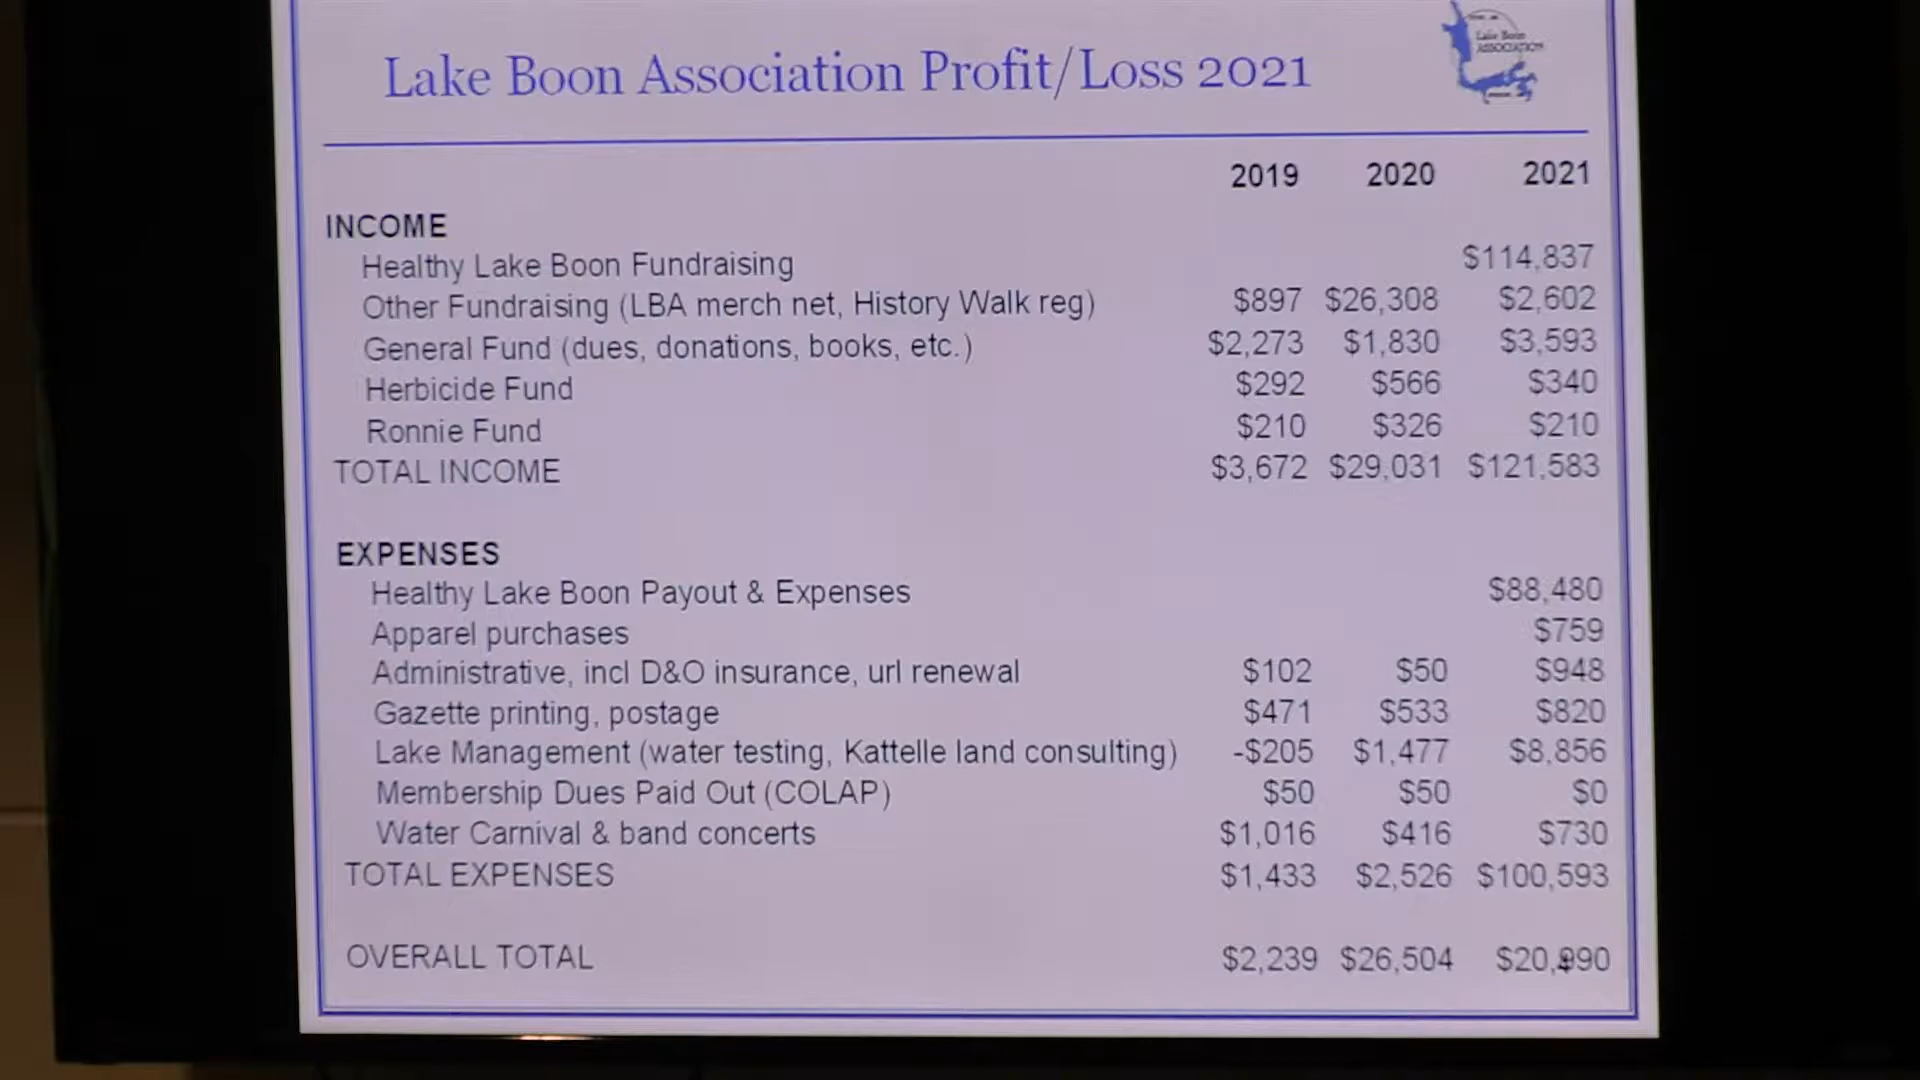 Lake Boon Association Profit/Loss 2021
Lake Boon
ASSOCIATION
2019 2020 2021
INCOME
Healthy Lake Boon Fundraising $114,837
Other Fundraising (LBA merch net, History Walk reg) $897 $26,308 $2,602
General Fund (dues, donations, books, etc.) $2,273 $1,830 $3,593
Herbicide Fund $292 $566 $340
Ronnie Fund $210 $326 $210
TOTAL INCOME $3,672 $29,031 $121,583
EXPENSES
Healthy Lake Boon Payout & Expenses $88,480
Apparel purchases $759
Administrative, incl D&O insurance, url renewal $102 $50 $948
Gazette printing, postage $471 $533 $820
Lake Management (water testing, Kattelle land consulting) -$205 $1,477 $8,856
Membership Dues Paid Out (COLAP) $50 $50 $0
Water Carnival & band concerts $1,016 $416 $730
TOTAL EXPENSES $1,433 $2,526 $100,593
OVERALL TOTAL $2,239 $26,504 $20,990